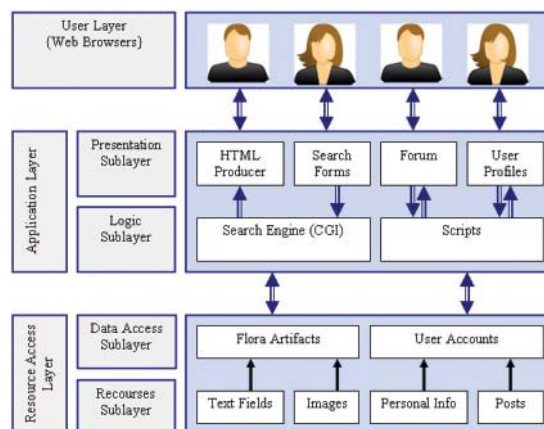 User Layer
(Web Browsers)
Application Layer
Presentation
Sublayer
HTML
Producer
Search
Forms
Forum
User
Profiles
Logic
Sublayer
Search Engine (CGI)
Scripts
Resource Access
Layer
Data Access
Sublayer
Flora Artifacts
User Accounts
Recourses
Sublayer
Text Fields
Images
Personal Info
Posts